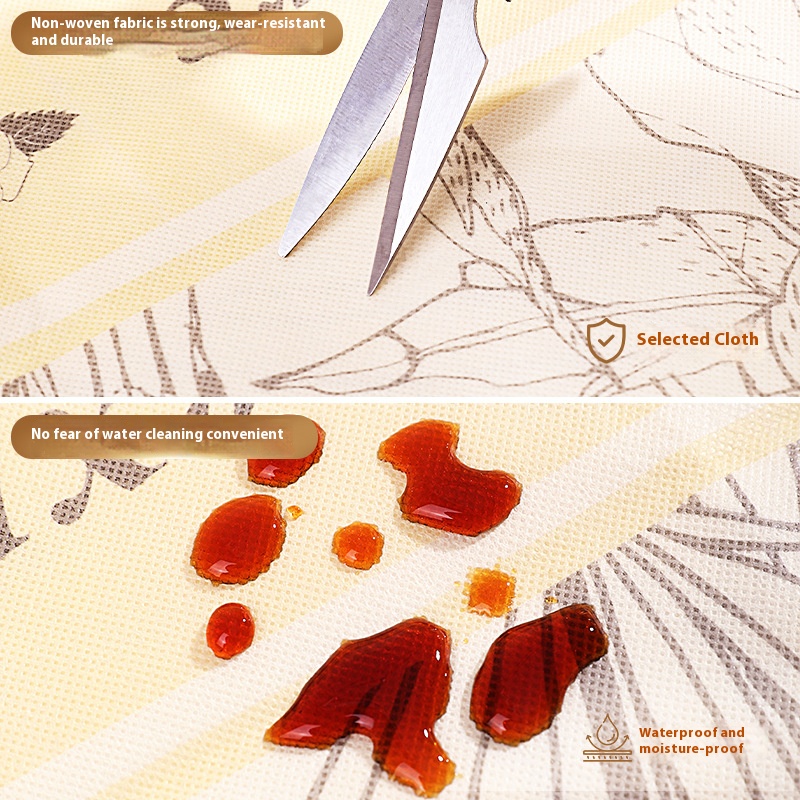 Non-woven fabric is strong, wear-resistant
and durable
Selected Cloth
No fear of water cleaning convenient
Waterproof and
moisture-proof